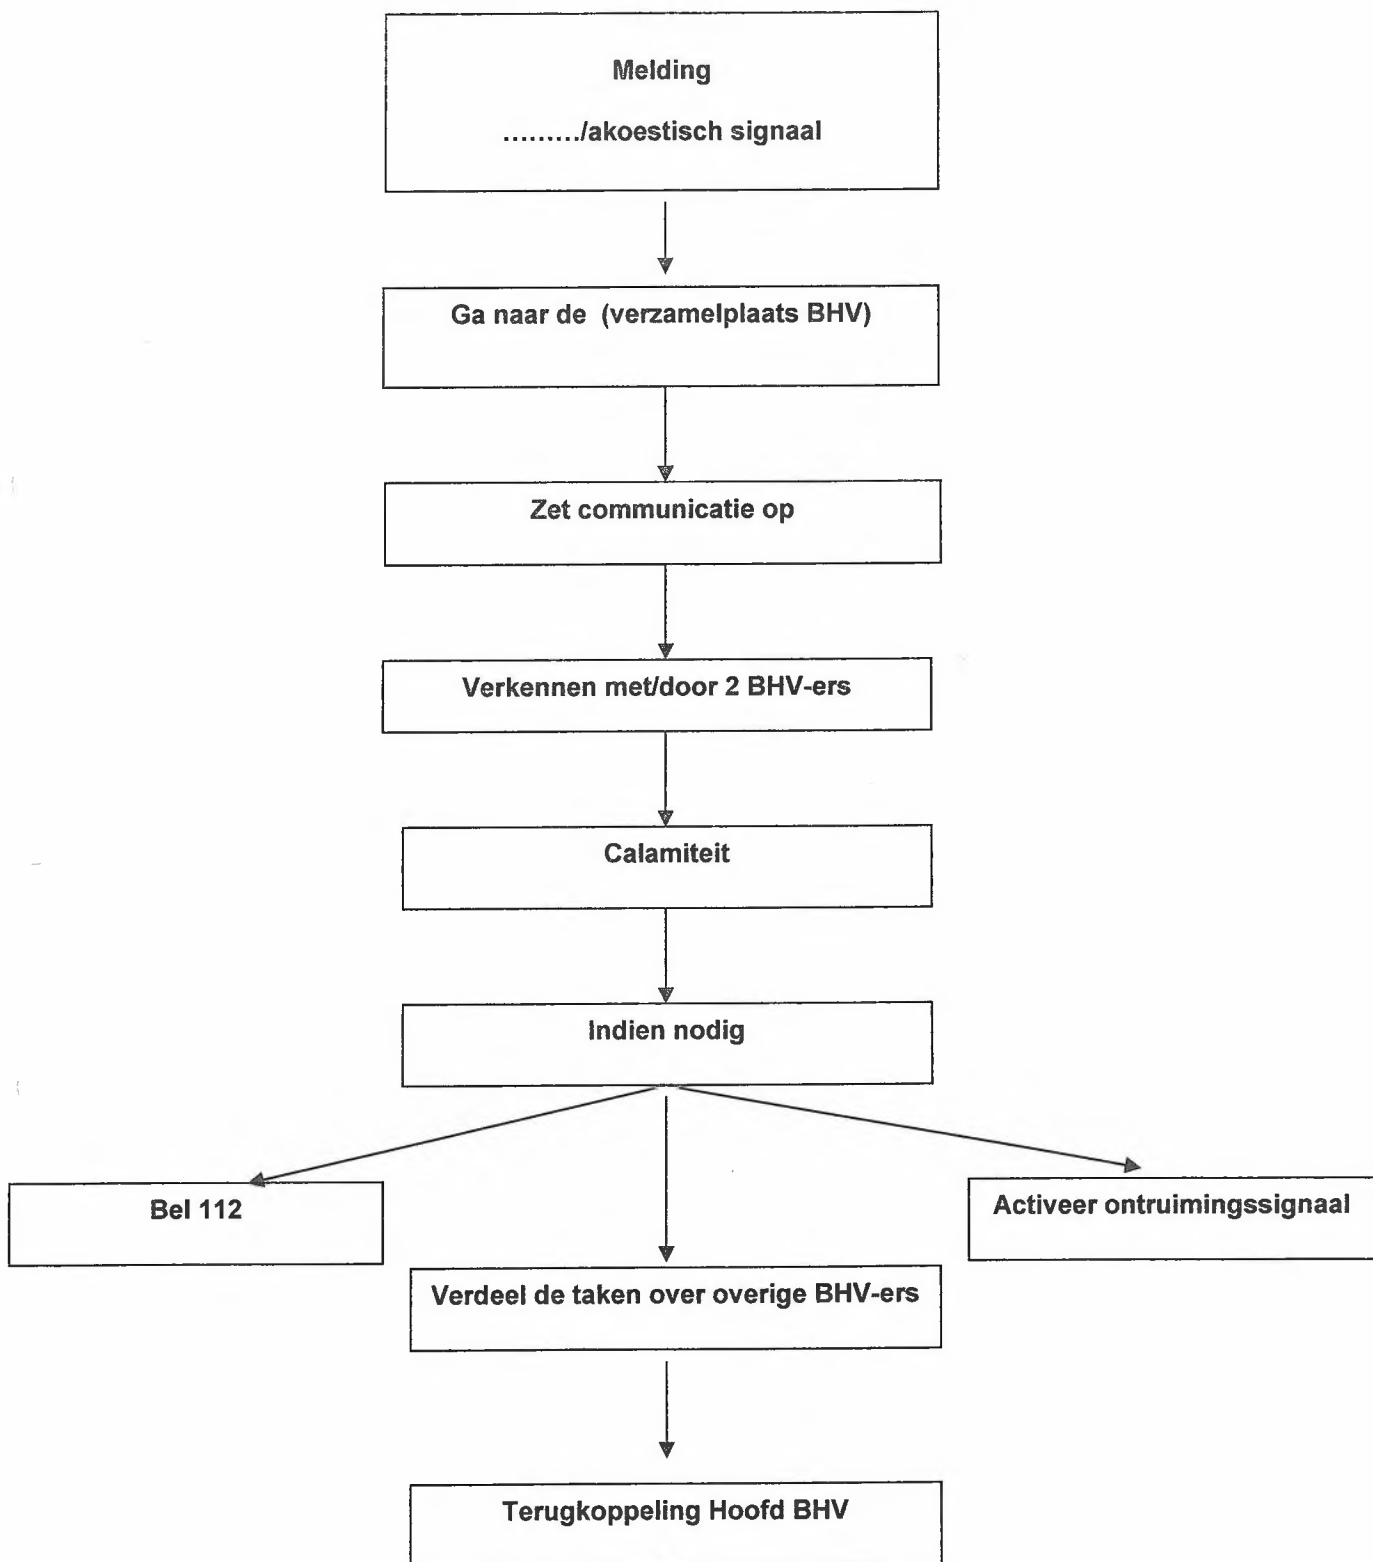 Melding
………/akoestisch signaal
Ga naar de (verzamelplaats BHV)
Zet communicatie op
Verkennen met/door 2 BHV-ers
Calamiteit
Indien nodig
Bel 112
Activeer ontruimingssignaal
Verdeel de taken over overige BHV-ers
Terugkoppeling Hoofd BHV